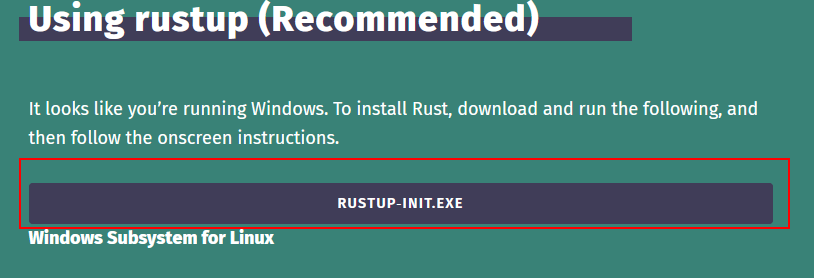 Using rustup (Recommended)
It looks like you’re running Windows. To install Rust, download and run the following, and
then follow the onscreen instructions.
RUSTUP-INIT.EXE
Windows Subsystem for Linux